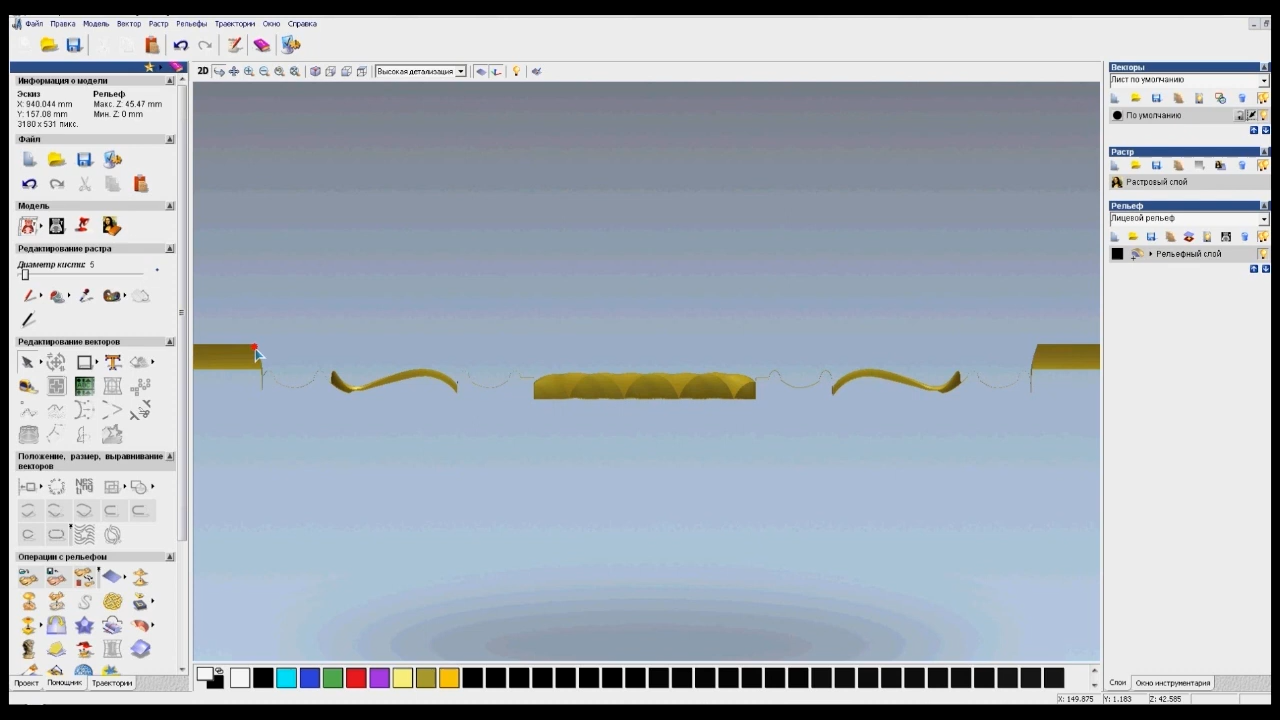 Файл Правка Модель Вектор Растр Рельефы Траектории Окно Справка
2D Высокая детализация
Информация о модели
Эскиз Рельеф
X: 940.044 mm Макс. Z: 45.47 mm
Y: 157.08 mm Мин. Z: 0 mm
3180 x 531 пикс.
Файл
Модель
Редактирование растра
Диаметр кисти: 5
Редактирование векторов
Положение, размер, выравнивание
векторов
Операции с рельефом
Проект Помощник Траектории
Векторы
Лист по умолчанию
По умолчанию
Растр
Растровый слой
Рельеф
Лицевой рельеф
Рельефный слой
Слои Окно инструментария
X: 149.875 Y: 1.183 Z: 42.585